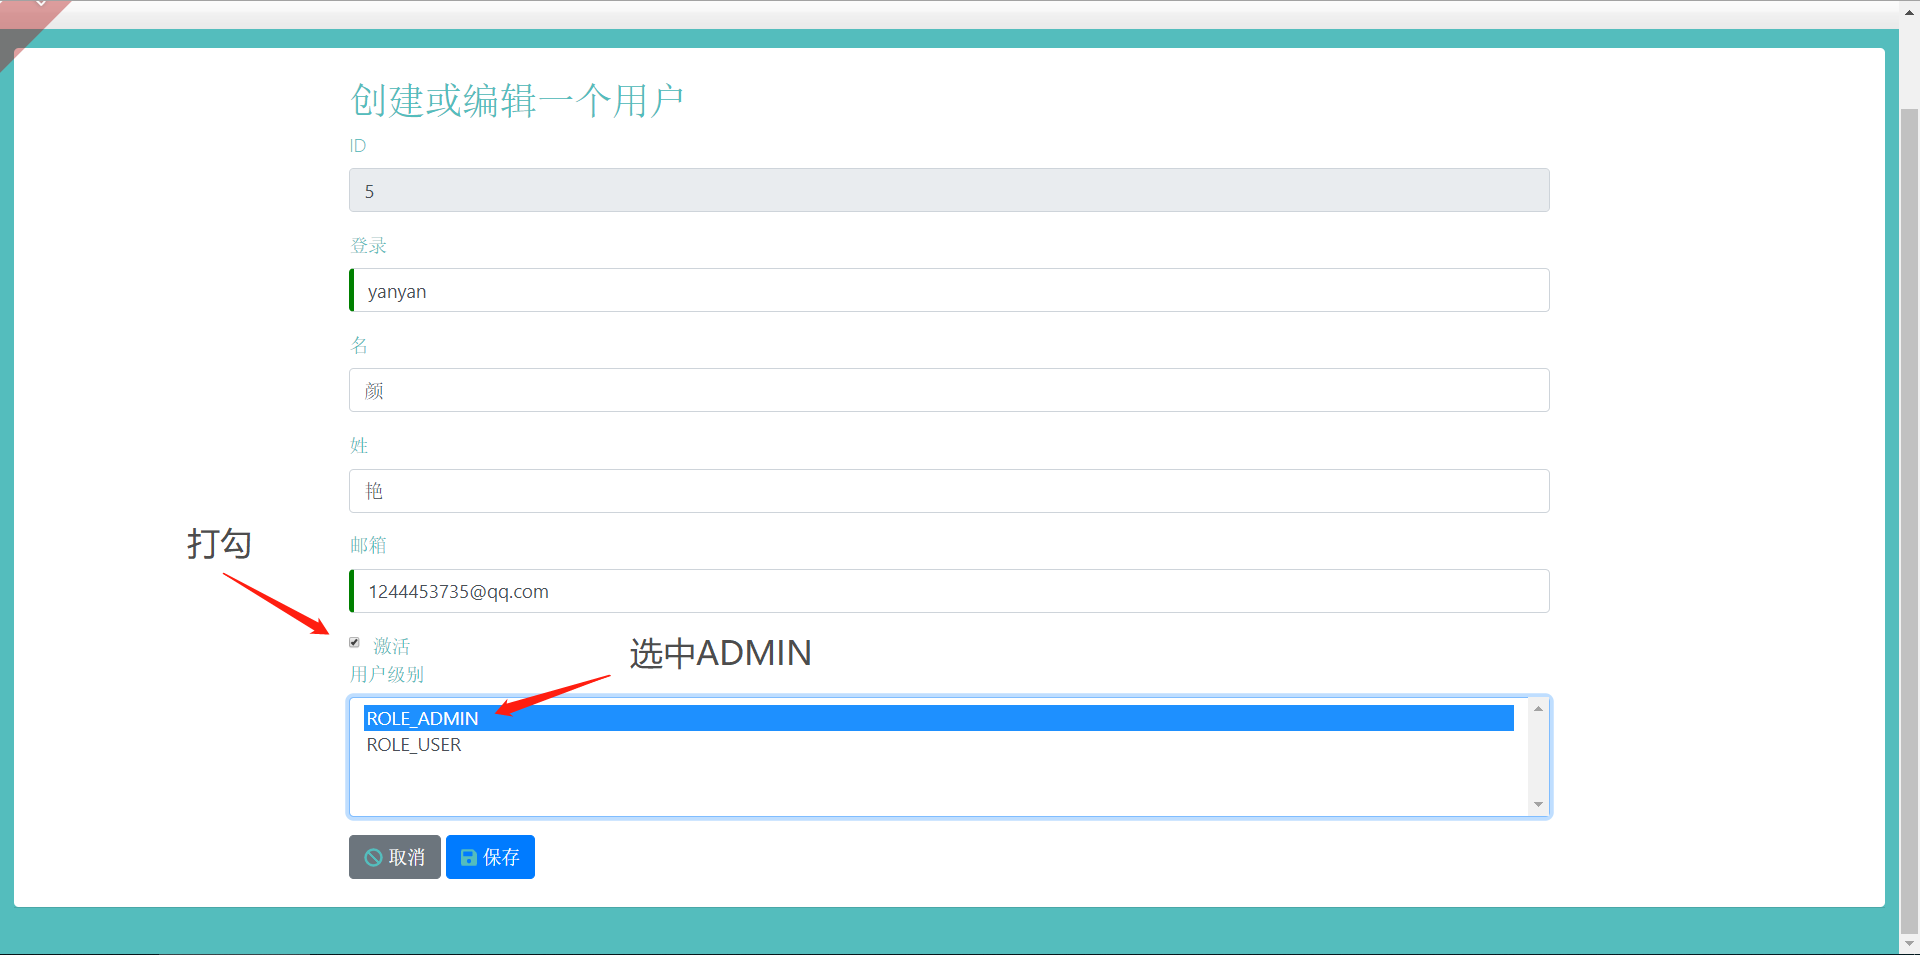 创建或编辑一个用户
ID
5
登录
yanyan
名
颜
姓
艳
打勾
邮箱
1244453735@qq.com
激活
选中ADMIN
用户级别
ROLE_ADMIN
ROLE_USER
取消 保存